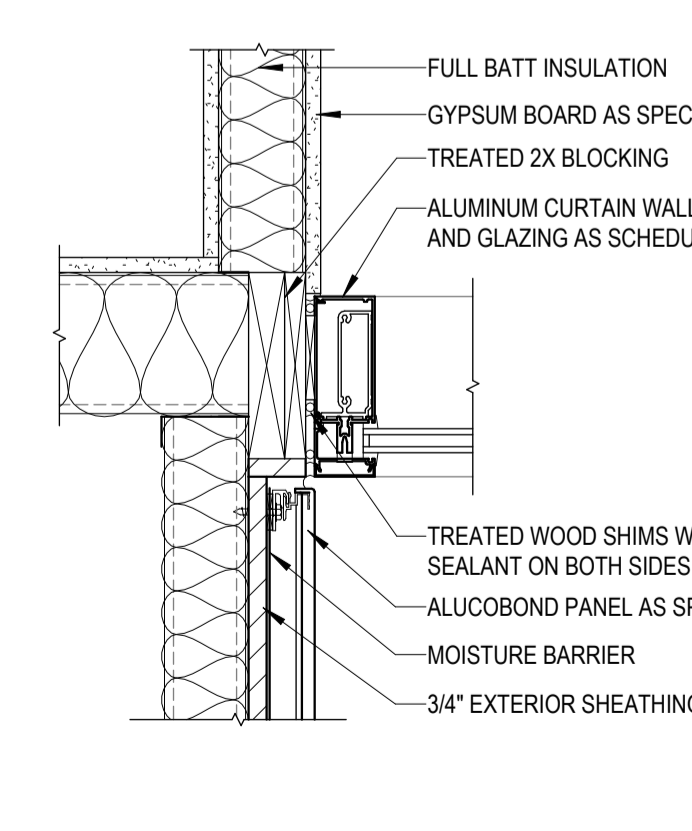 FULL BATT INSULATION
GYPSUM BOARD AS SPEC
TREATED 2X BLOCKING
ALUMINUM CURTAIN WALL
AND GLAZING AS SCHEDU
TREATED WOOD SHIMS W
SEALANT ON BOTH SIDES
ALUCOBOND PANEL AS SP
MOISTURE BARRIER
3/4" EXTERIOR SHEATHING